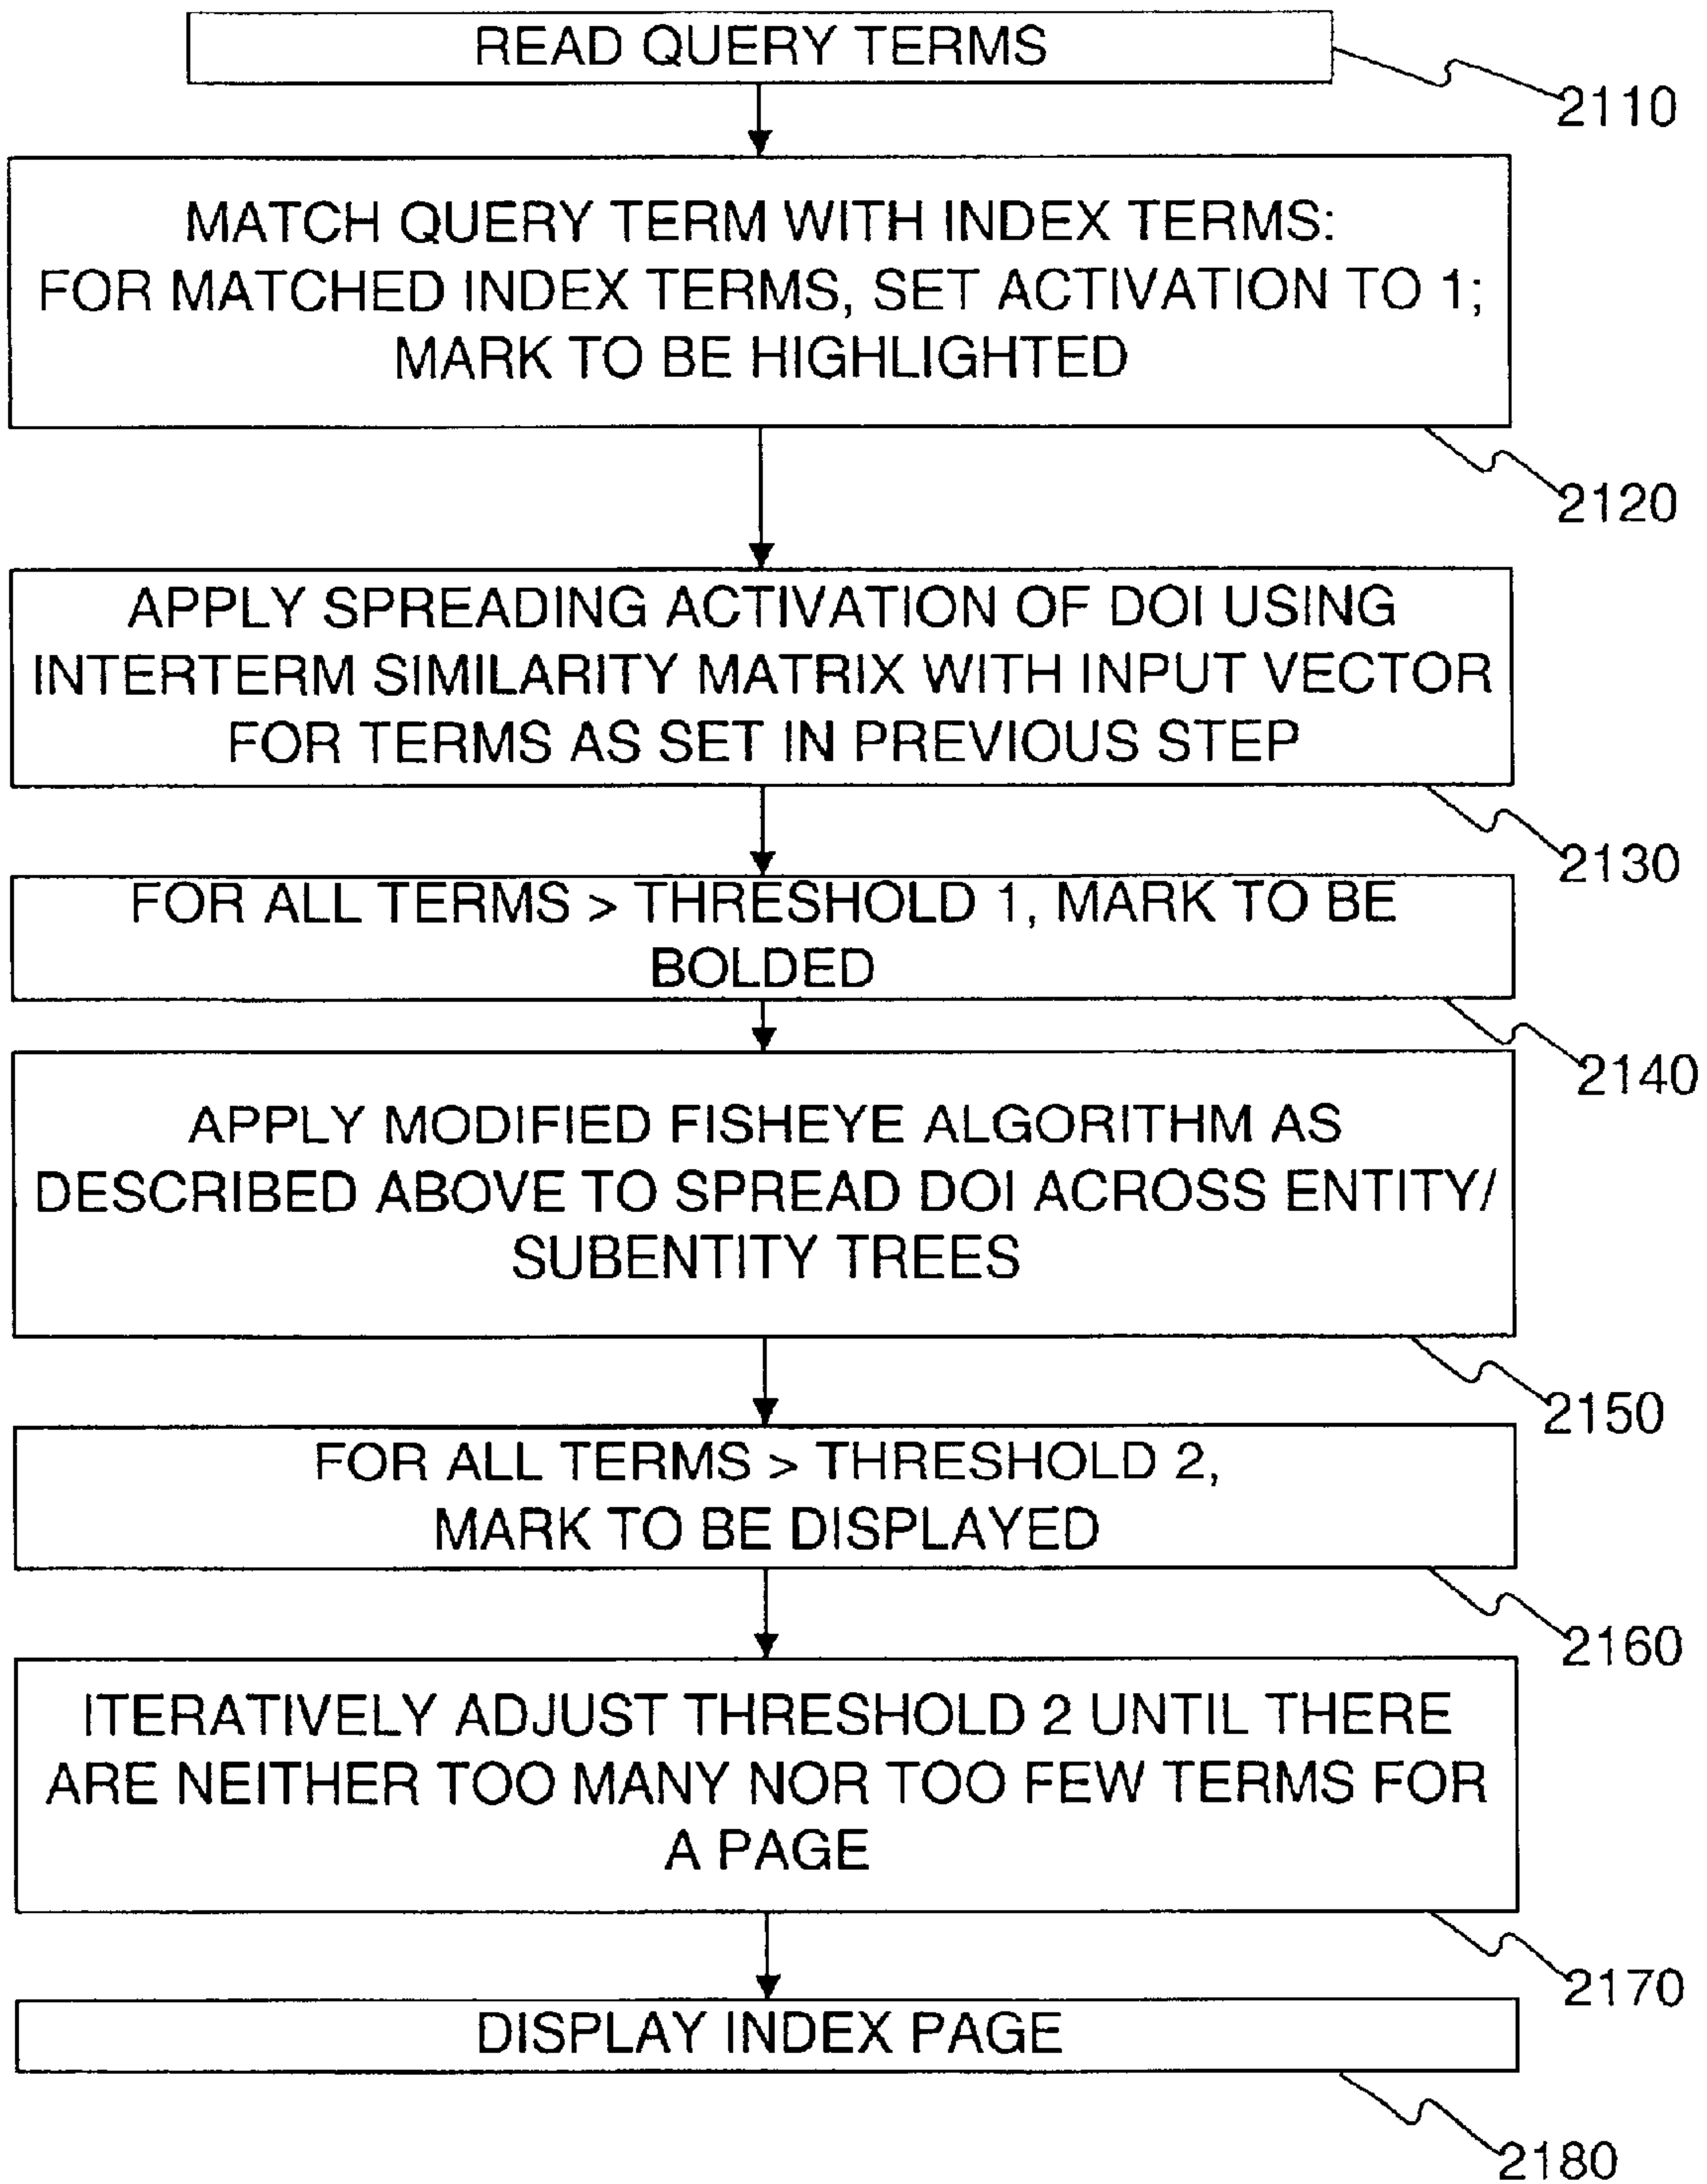 READ QUERY TERMS
2110
MATCH QUERY TERM WITH INDEX TERMS:
FOR MATCHED INDEX TERMS, SET ACTIVATION TO 1;
MARK TO BE HIGHLIGHTED
2120
APPLY SPREADING ACTIVATION OF DOI USING
INTERTERM SIMILARITY MATRIX WITH INPUT VECTOR
FOR TERMS AS SET IN PREVIOUS STEP
2130
FOR ALL TERMS > THRESHOLD 1, MARK TO BE
BOLDED
2140
APPLY MODIFIED FISHEYE ALGORITHM AS
DESCRIBED ABOVE TO SPREAD DOI ACROSS ENTITY/
SUBENTITY TREES
2150
FOR ALL TERMS > THRESHOLD 2,
MARK TO BE DISPLAYED
2160
ITERATIVELY ADJUST THRESHOLD 2 UNTIL THERE
ARE NEITHER TOO MANY NOR TOO FEW TERMS FOR
A PAGE
2170
DISPLAY INDEX PAGE
2180